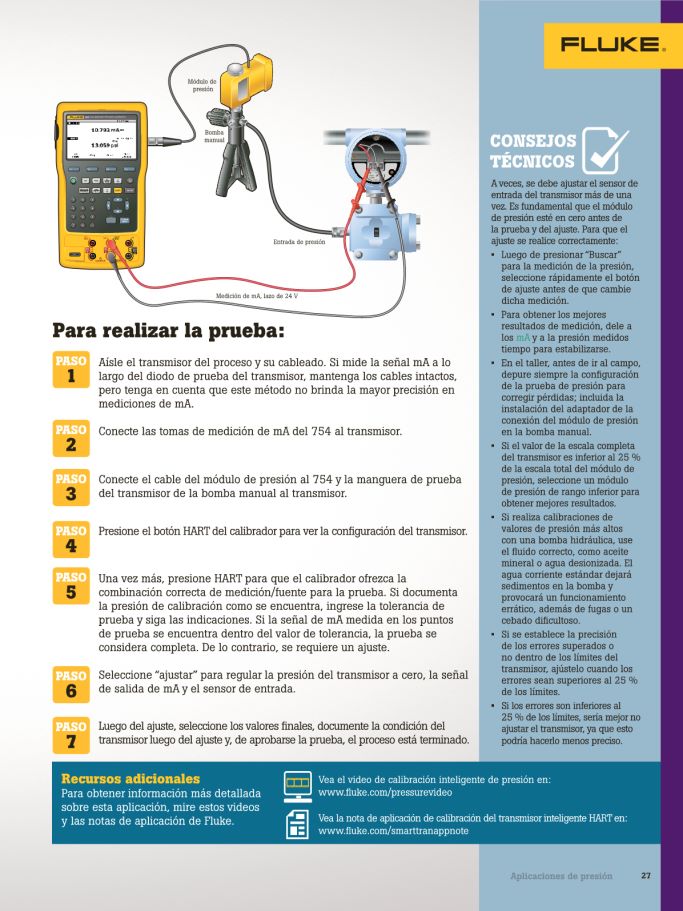 FLUKE®
Módulo de
presión
FLUKE
10.793 mA
13.059 psi
Bomba
manual
Entrada de presión
Medición de mA, lazo de 24 V
Para realizar la prueba:
PASO
1
Aísle el transmisor del proceso y su cableado. Si mide la señal mA a lo
largo del diodo de prueba del transmisor, mantenga los cables intactos,
pero tenga en cuenta que este método no brinda la mayor precisión en
mediciones de mA.
PASO
2
Conecte las tomas de medición de mA del 754 al transmisor.
PASO
3
Conecte el cable del módulo de presión al 754 y la manguera de prueba
del transmisor de la bomba manual al transmisor.
PASO
4
Presione el botón HART del calibrador para ver la configuración del transmisor.
PASO
5
Una vez más, presione HART para que el calibrador ofrezca la
combinación correcta de medición/fuente para la prueba. Si documenta
la presión de calibración como se encuentra, ingrese la tolerancia de
prueba y siga las indicaciones. Si la señal de mA medida en los puntos
de prueba se encuentra dentro del valor de tolerancia, la prueba se
considera completa. De lo contrario, se requiere un ajuste.
PASO
6
Seleccione “ajustar” para regular la presión del transmisor a cero, la señal
de salida de mA y el sensor de entrada.
PASO
7
Luego del ajuste, seleccione los valores finales, documente la condición del
transmisor luego del ajuste y, de aprobarse la prueba, el proceso está terminado.
CONSEJOS
TÉCNICOS
A veces, se debe ajustar el sensor de
entrada del transmisor más de una
vez. Es fundamental que el módulo
de presión esté en cero antes de
la prueba y del ajuste. Para que el
ajuste se realice correctamente:
• Luego de presionar “Buscar”
para la medición de la presión,
seleccione rápidamente el botón
de ajuste antes de que cambie
dicha medición.
• Para obtener los mejores
resultados de medición, dele a
los mA y a la presión medidos
tiempo para estabilizarse.
• En el taller, antes de ir al campo,
depure siempre la configuración
de la prueba de presión para
corregir pérdidas; incluida la
instalación del adaptador de la
conexión del módulo de presión
en la bomba manual.
• Si el valor de la escala completa
del transmisor es inferior al 25 %
de la escala total del módulo de
presión, seleccione un módulo
de presión de rango inferior para
obtener mejores resultados.
• Si realiza calibraciones de
valores de presión más altos
con una bomba hidráulica, use
el fluido correcto, como aceite
mineral o agua desionizada. El
agua corriente estándar dejará
sedimentos en la bomba y
provocará un funcionamiento
errático, además de fugas o un
cebado dificultoso.
• Si se establece la precisión
de los errores superados o
no dentro de los límites del
transmisor, ajústelo cuando los
errores sean superiores al 25 %
de los límites.
• Si los errores son inferiores al
25 % de los límites, sería mejor no
ajustar el transmisor, ya que esto
podría hacerlo menos preciso.
Recursos adicionales
Para obtener información más detallada
sobre esta aplicación, mire estos videos
y las notas de aplicación de Fluke.
Vea el video de calibración inteligente de presión en:
www.fluke.com/pressurevideo
Vea la nota de aplicación de calibración del transmisor inteligente HART en:
www.fluke.com/smarttranappnote
Aplicaciones de presión 27